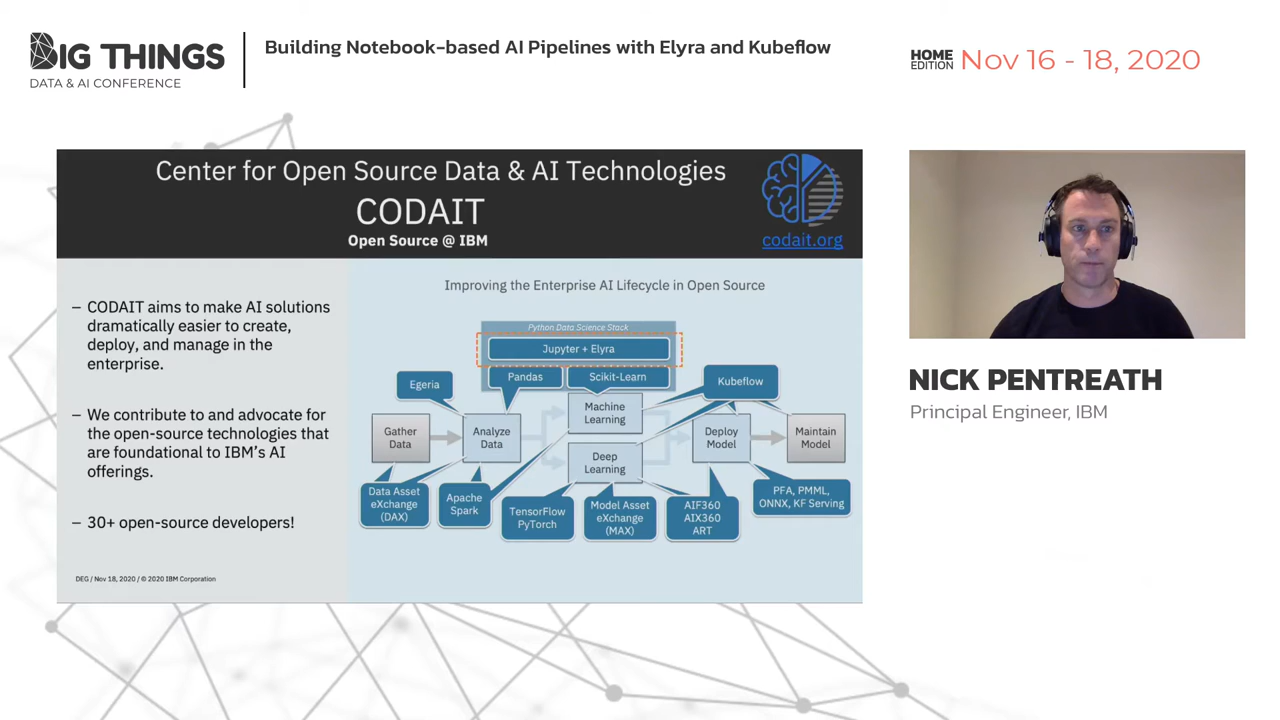 BIG THINGS
DATA & AI CONFERENCE
Building Notebook-based AI Pipelines with Elyra and Kubeflow
HOME
EDITION
Nov 16 - 18, 2020
Center for Open Source Data & AI Technologies
CODAIT
Open Source @ IBM
codait.org
– CODAIT aims to make AI solutions
dramatically easier to create,
deploy, and manage in the
enterprise.
– We contribute to and advocate for
the open-source technologies that
are foundational to IBM's AI
offerings.
– 30+ open-source developers!
DEG / Nov 18, 2020 / © 2020 IBM Corporation
Improving the Enterprise AI Lifecycle in Open Source
Python Data Science Stack
Jupyter + Elyra
Pandas
Scikit-Learn
Egeria
Kubeflow
Gather
Data
Analyze
Data
Machine
Learning
Deep
Learning
Deploy
Model
Maintain
Model
Data Asset
eXchange
(DAX)
Apache
Spark
TensorFlow
PyTorch
Model Asset
eXchange
(MAX)
AIF360
AIX360
ART
PFA, PMML,
ONNX, KF Serving
NICK PENTREATH
Principal Engineer, IBM